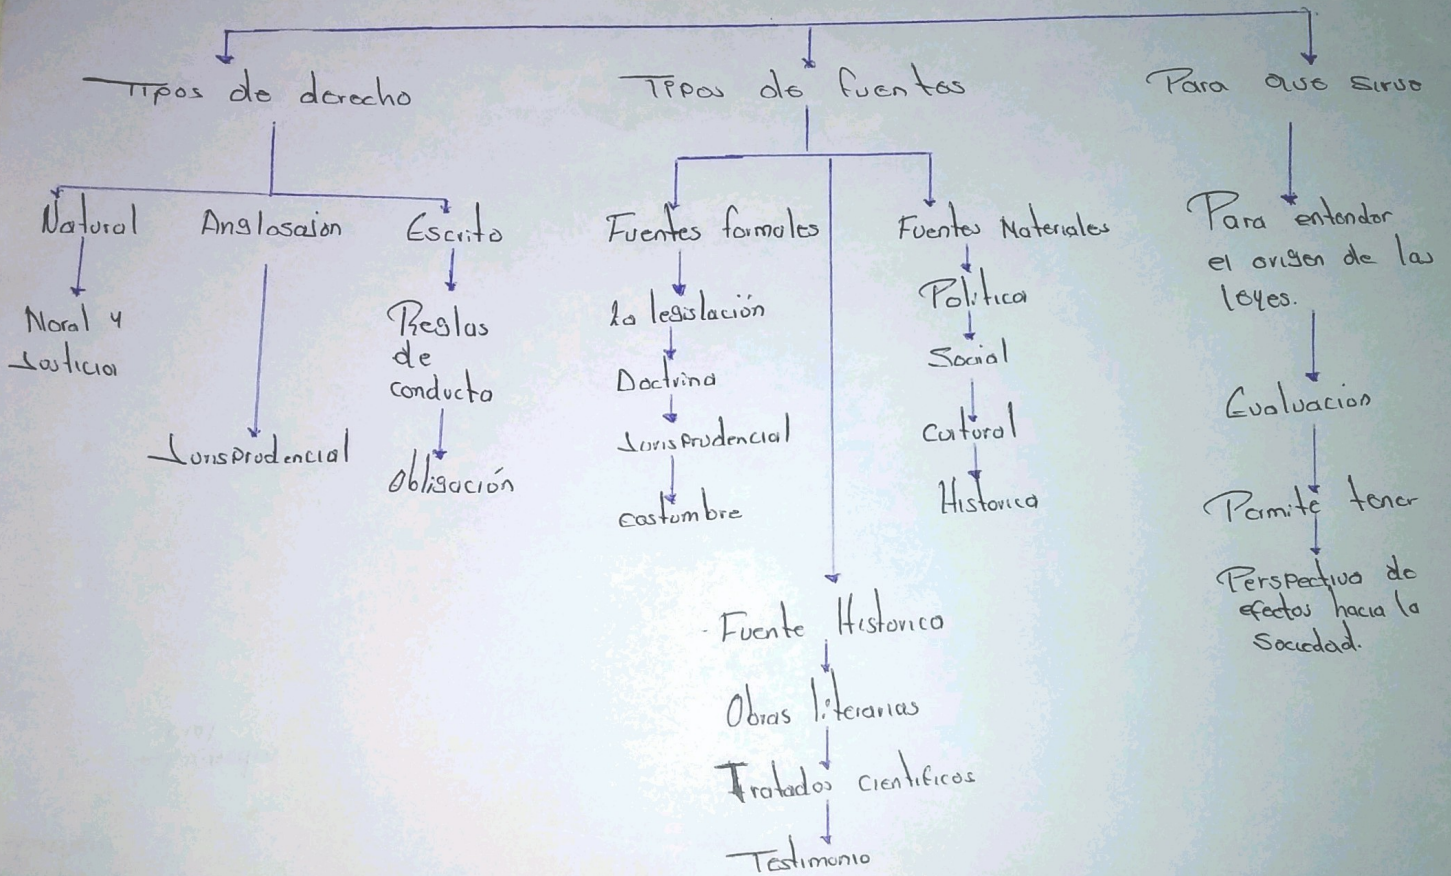 Tipos de derecho
Natural
Moral y
Justicia
Anglosaion
Jurisprudencial
Escrito
Reglas
de
conducta
Obligación
Tipos de fuentes
Fuentes formales
La legislación
Doctrina
Jurisprudencial
costumbre
Fuente Historica
Obras literarias
Tratados cientificos
Testimonio
Fuentes Materiales
Politica
Social
Cultural
Historica
Para que sirve
Para entender
el origen de las
leyes.
Evaluacion
Permite tener
Perspectiva de
efectos hacia la
Sociedad.